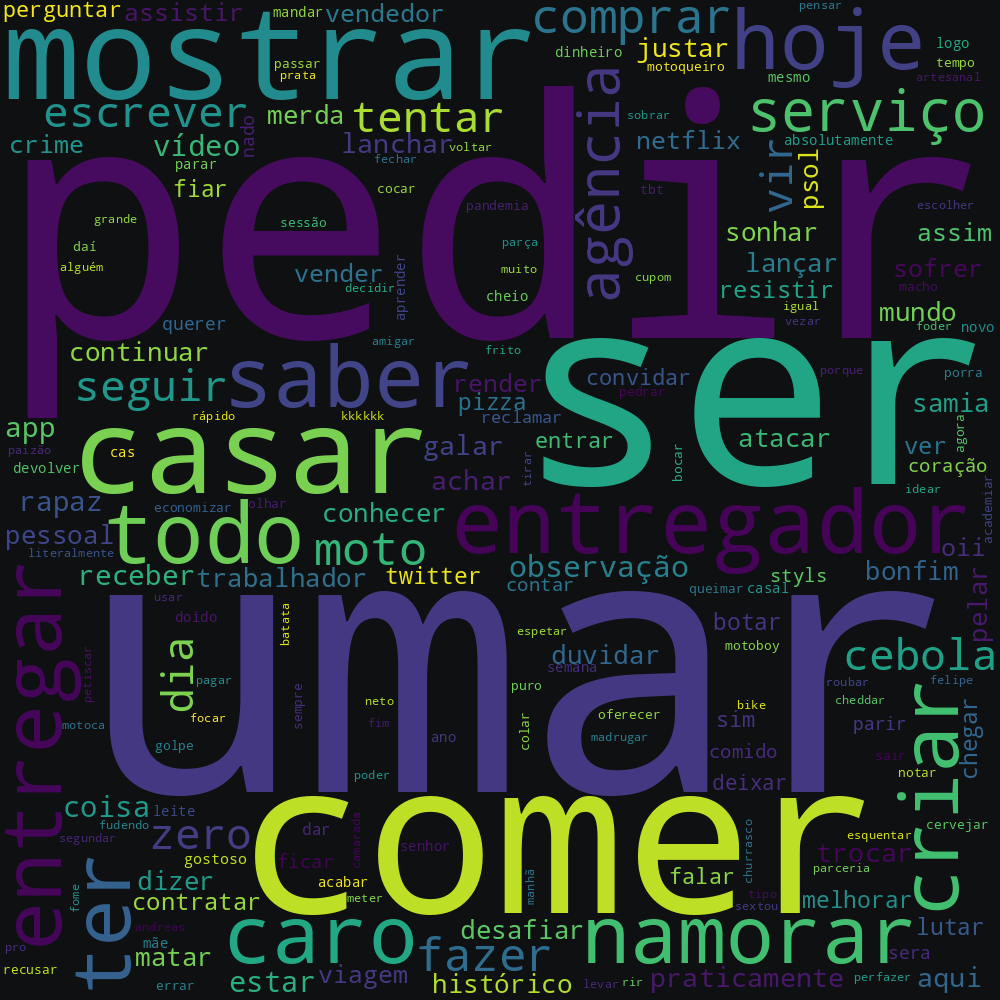 perguntar
assistir
mandar
vendedor
comprar
hoje
pensar
mostrar
passar
prata
dinheiro
justar
motoqueiro
logo
tempo
mesmo
artesanal
escrever
merda
tentar
agência
sobrar
serviço
crime
vídeo
nado
lanchar
voltar
netflix
absolutamente
parar
fechar
fiar
cocar
vir
psol
tbt
pedir
grande
sessão
pandemia
escolher
daí
alguém
parça
muito
sonhar
assim
vender
decidir
aprender
cheio
cupom
lançar
sofrer
resistir
macho
igual
mundo
querer
vezar
foder
novo
continuar
amigar
frito
ser
seguir
saber
render
convidar
pedrar
porque
porra
pizza
samia
rápido
kkkkkk
reclamar
app
casar
cas
galar
entrar
atacar
ver
agora
paizão
devolver
achar
tirar
bocar
coração
idear
rapaz
economizar
olhar
todo
conhecer
entregador
academiar
pessoal
literalmente
moto
oii
receber
trabalhador
twitter
observação
contar
styls
queimar
casal
bonfim
entregar
usar
doido
batata
umar
espetar
botar
motoboy
pelar
dia
duvidar
semana
cebola
petiscar
pagar
sempre
neto
puro
roubar
felipe
cheddar
motoca
focar
fim
colar
oferecer
sim
bike
parir
golpe
ano
madrugar
comido
sair
chegar
criar
poder
deixar
notar
coisa
leite
fudendo
zero
comer
segundar
dar
camarada
senhor
esquentar
cervejar
gostoso
ficar
churrasco
trocar
parceria
ter
fome
dizer
acabar
meter
manhã
falar
tipo
sextou
melhorar
contratar
caro
desafiar
namorar
lutar
pro
andreas
mãe
matar
fazer
sera
recusar
errar
estar
viagem
histórico
levar
rir
praticamente
perfazer
aqui